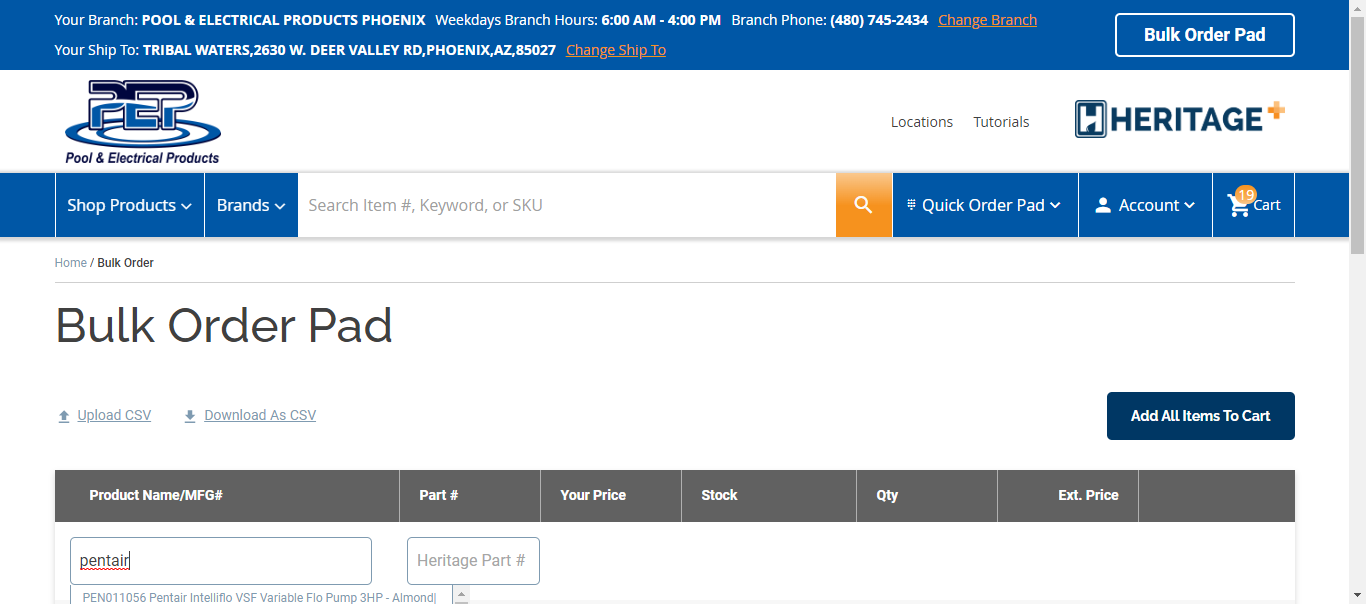 Your Branch: POOL & ELECTRICAL PRODUCTS PHOENIX Weekdays Branch Hours: 6:00 AM - 4:00 PM Branch Phone: (480) 745-2434 Change Branch
Bulk Order Pad
Your Ship To: TRIBAL WATERS,2630 W. DEER VALLEY RD,PHOENIX,AZ,85027 Change Ship To
PEP
Pool & Electrical Products
Locations Tutorials
H HERITAGE+
Shop Products Brands Search Item #, Keyword, or SKU Quick Order Pad Account 19 Cart
Home / Bulk Order
Bulk Order Pad
Upload CSV Download As CSV
Add All Items To Cart
Product Name/MFG# Part # Your Price Stock Qty Ext. Price
pentair Heritage Part #
PEN011056 Pentair Intelliflo VSF Variable Flo Pump 3HP - Almond|